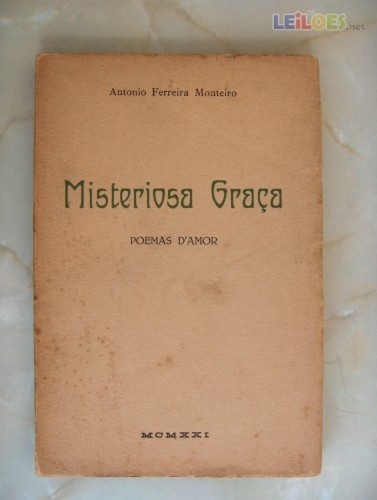 LEiLOES.net
Antonio Ferreira Monteiro
Misteriosa Graça
POEMAS D'AMOR
MCMXXI